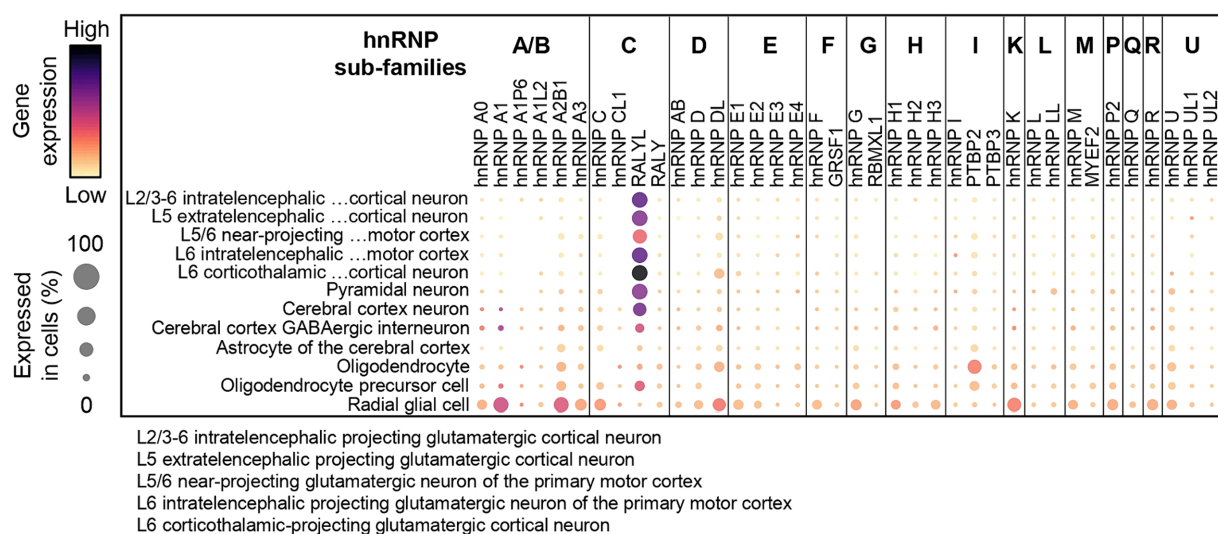 High
Gene
expression
Low
100
Expressed
in cells (%)
0
hnRNP
sub-families
A/B C D E F G H I K L M P Q R U
hnRNP A0
hnRNP A1
hnRNP A1P6
hnRNP A1L2
hnRNP A2B1
hnRNP A3
hnRNP C
hnRNP CL1
RALYL
RALY
hnRNP AB
hnRNP D
hnRNP DL
hnRNP E1
hnRNP E2
hnRNP E3
hnRNP E4
hnRNP F
GRSF1
hnRNP G
RBMXL1
hnRNP H1
hnRNP H2
hnRNP H3
hnRNP I
PTBP2
PTBP3
hnRNP K
hnRNP L
hnRNP LL
hnRNP M
MYEF2
hnRNP P2
hnRNP Q
hnRNP R
hnRNP U
hnRNP UL1
hnRNP UL2
L2/3-6 intratelencephalic ...cortical neuron
L5 extratelencephalic ...cortical neuron
L5/6 near-projecting ...motor cortex
L6 intratelencephalic ...motor cortex
L6 corticothalamic ...cortical neuron
Pyramidal neuron
Cerebral cortex neuron
Cerebral cortex GABAergic interneuron
Astrocyte of the cerebral cortex
Oligodendrocyte
Oligodendrocyte precursor cell
Radial glial cell
L2/3-6 intratelencephalic projecting glutamatergic cortical neuron
L5 extratelencephalic projecting glutamatergic cortical neuron
L5/6 near-projecting glutamatergic neuron of the primary motor cortex
L6 intratelencephalic projecting glutamatergic neuron of the primary motor cortex
L6 corticothalamic-projecting glutamatergic cortical neuron